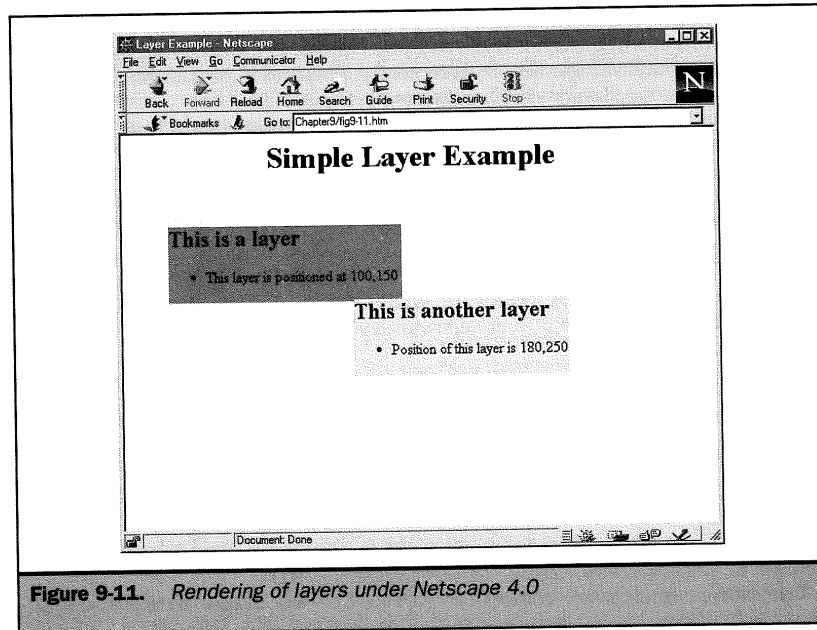 Layer Example - Netscape
File Edit View Go Communicator Help
Back Forward Reload Home Search Guide Print Security Stop
N
Bookmarks Go to: Chapter9/fig9-11.htm
Simple Layer Example
This is a layer
• This layer is positioned at 100,150
This is another layer
• Position of this layer is 180,250
Document: Done
Figure 9-11. Rendering of layers under Netscape 4.0